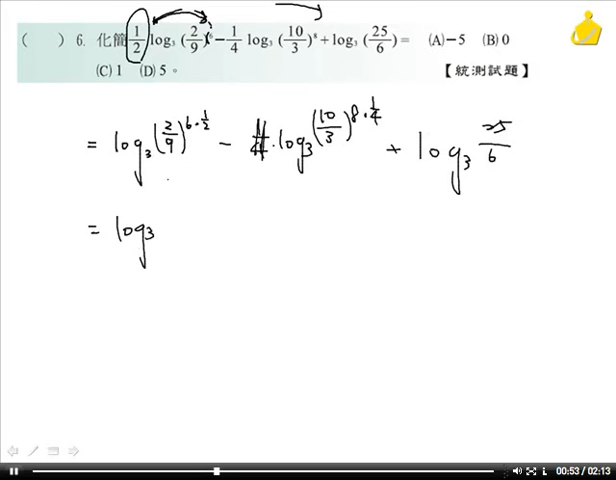 ( ) 6. 化簡 1/2 log₃ (2/9)⁶ − 1/4 log₃ (10/3)⁸ + log₃ (25/6) = (A) −5 (B) 0
(C) 1 (D) 5。 【統測試題】
= log₃ (2/9)^(6·1/2) − log₃ (10/3)^(8·1/4) + log₃ 25/6
= log₃
00:53 / 02:13